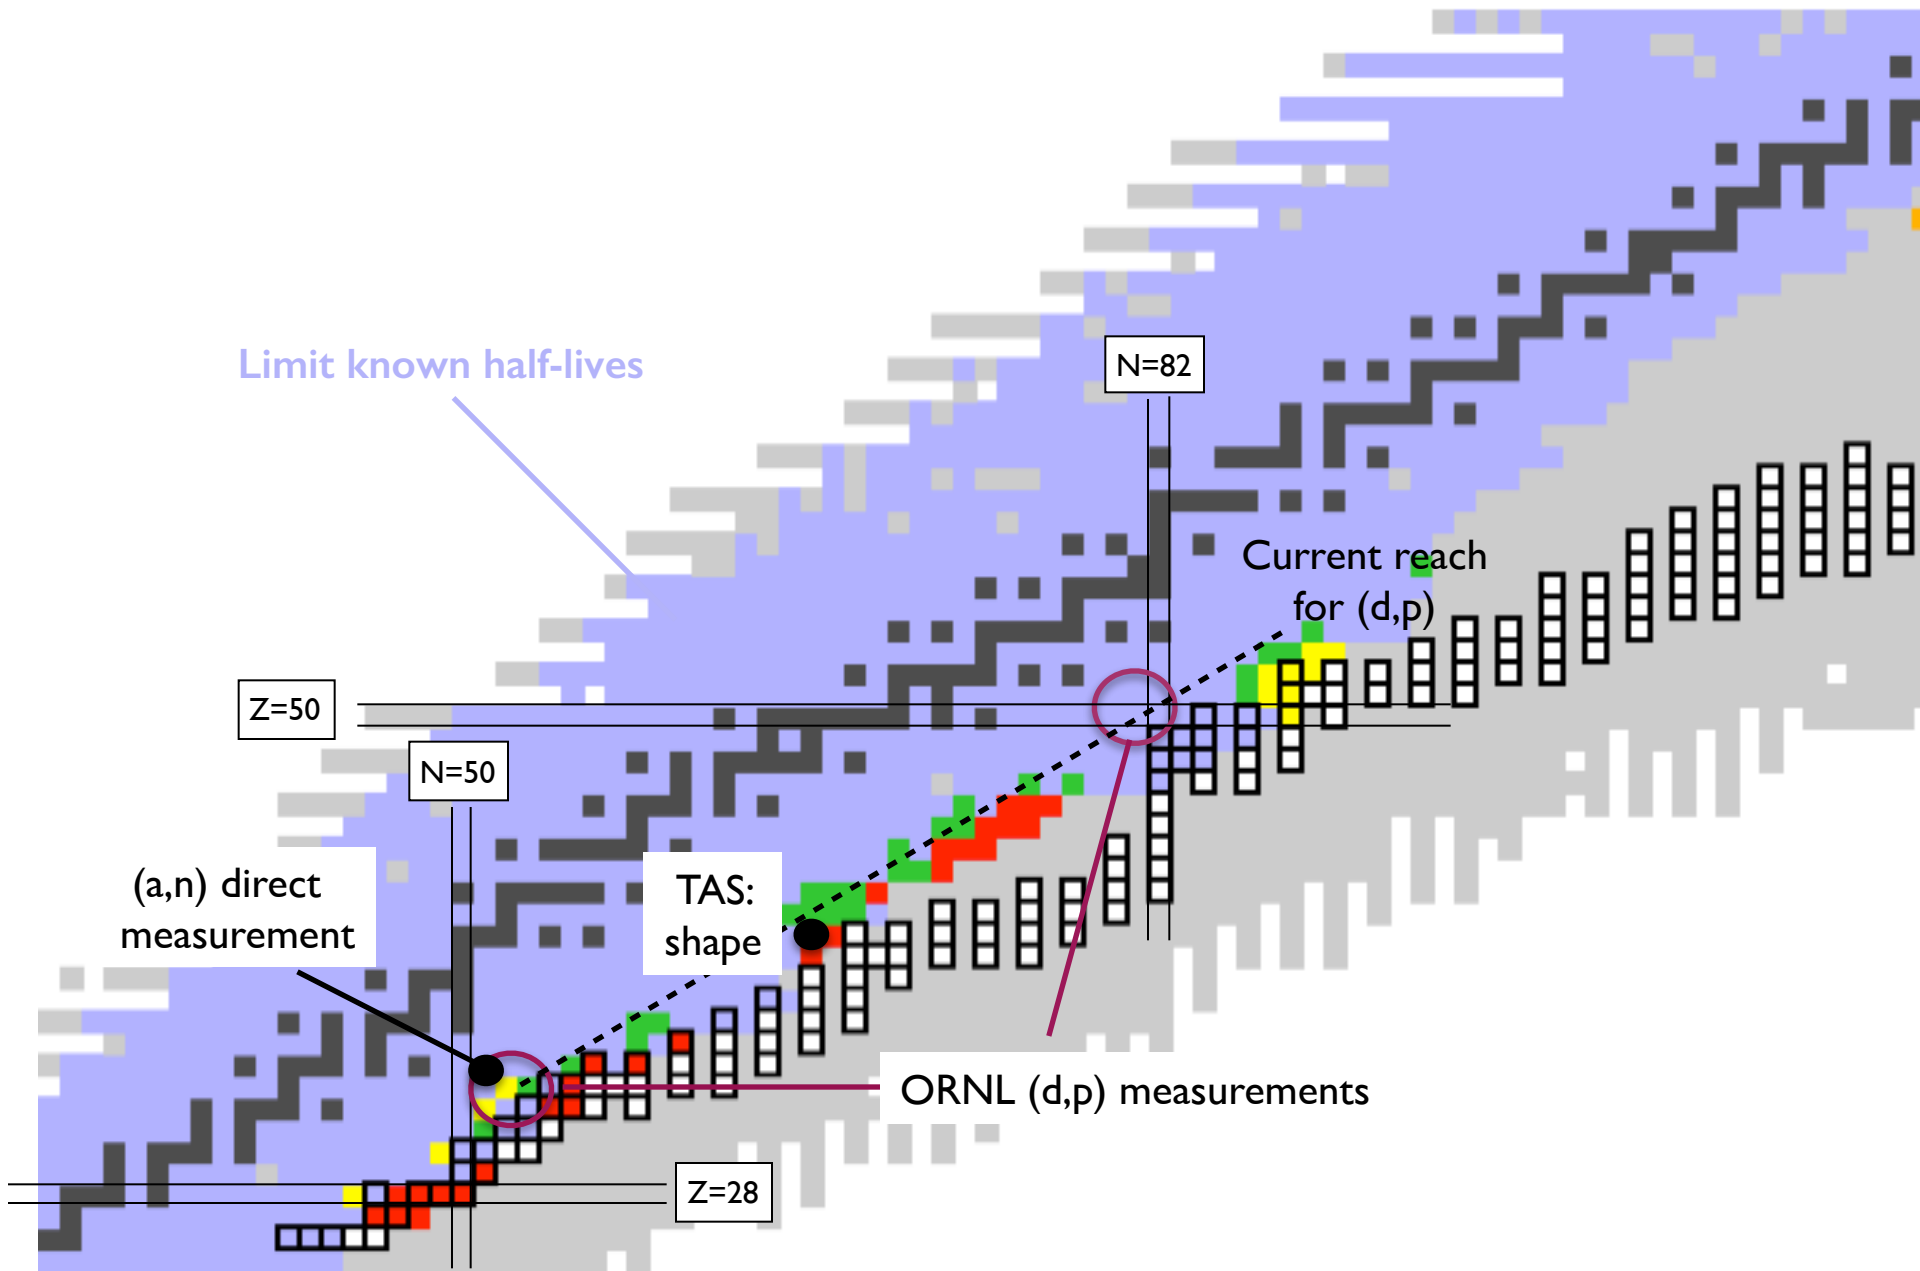 Limit known half-lives
N=82
Current reach
for (d,p)
Z=50
N=50
(a,n) direct
measurement
TAS:
shape
ORNL (d,p) measurements
Z=28